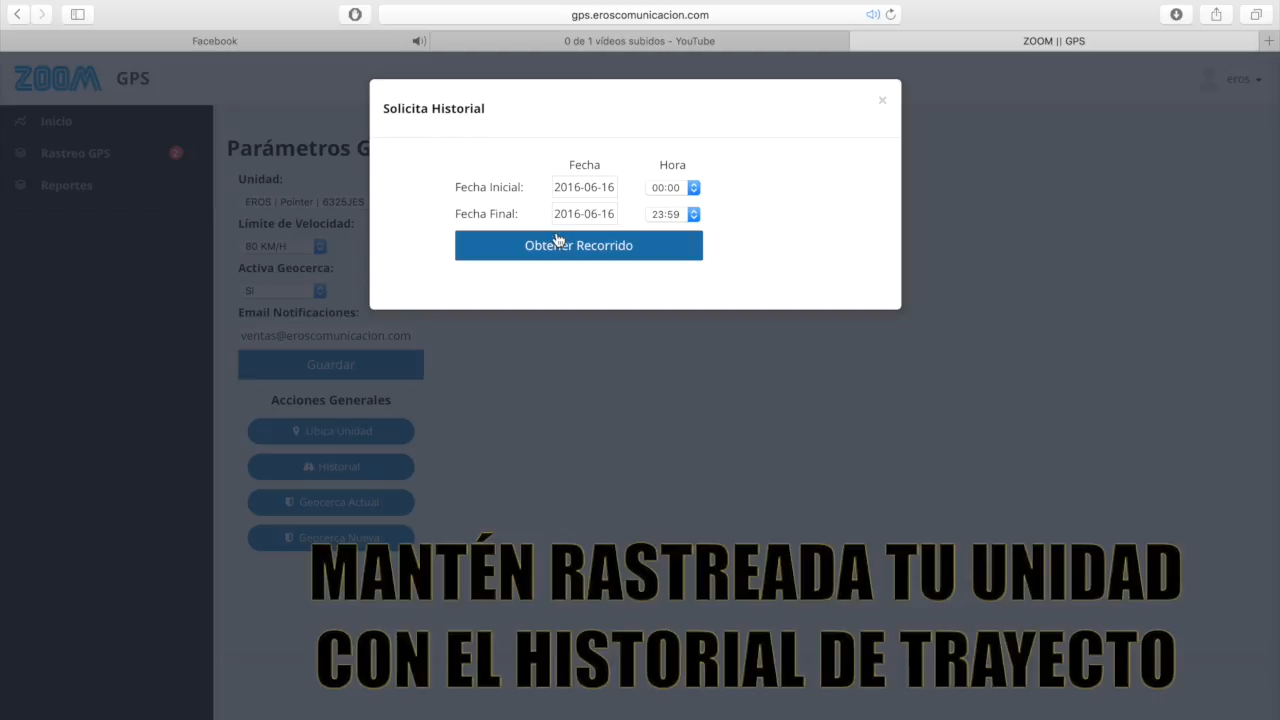 gps.eroscomunicacion.com
Facebook
0 de 1 vídeos subidos - YouTube
ZOOM || GPS
ZOOM GPS
eros
Solicita Historial
×
Fecha Hora
Fecha Inicial: 2016-06-16 00:00
Fecha Final: 2016-06-16 23:59
Obtener Recorrido
Inicio
Rastreo GPS 2
Reportes
Parámetros G
Unidad:
EROS | Pointer | 6325JES
Límite de Velocidad:
80 KM/H
Activa Geocerca:
Si
Email Notificaciones:
ventas@eroscomunicacion.com
Guardar
Acciones Generales
Ubica Unidad
Historial
Geocerca Actual
Geocerca Nueva
MANTÉN RASTREADA TU UNIDAD
CON EL HISTORIAL DE TRAYECTO